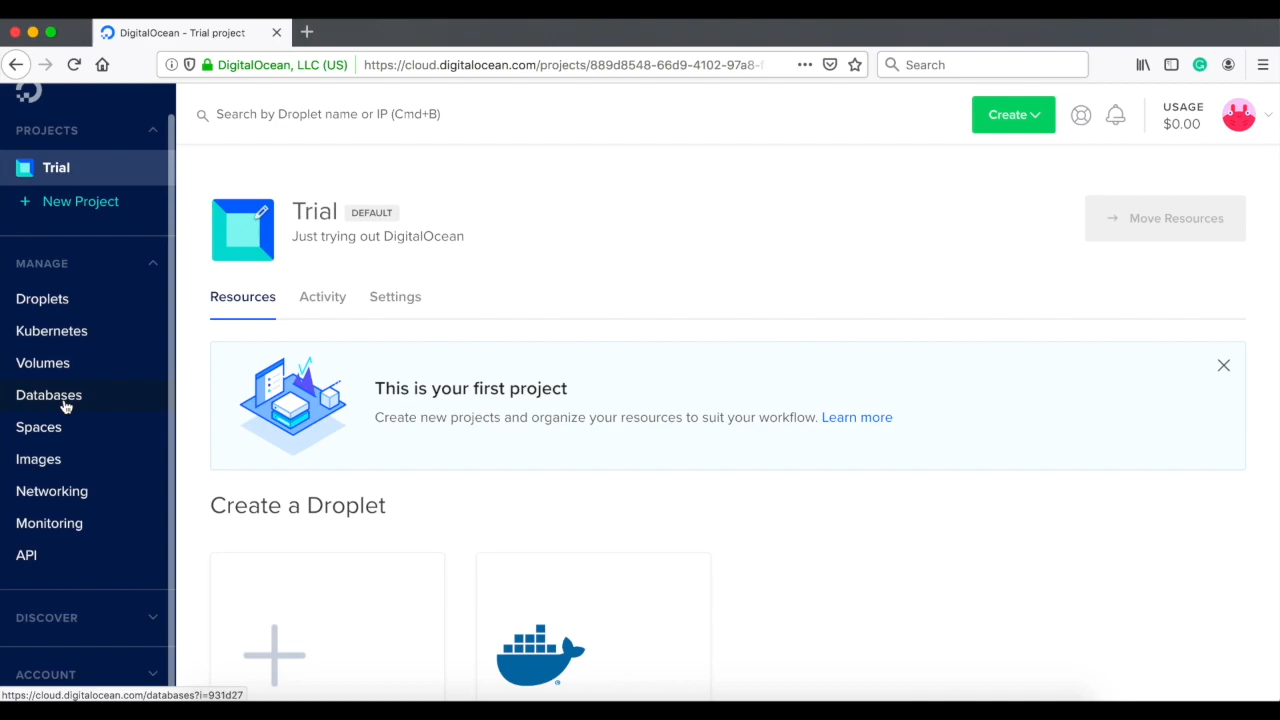 DigitalOcean - Trial project
DigitalOcean, LLC (US)
https://cloud.digitalocean.com/projects/889d8548-66d9-4102-97a8-
Search
PROJECTS
Trial
+ New Project
MANAGE
Droplets
Kubernetes
Volumes
Databases
Spaces
Images
Networking
Monitoring
API
DISCOVER
ACCOUNT
https://cloud.digitalocean.com/databases?i=931d27
Search by Droplet name or IP (Cmd+B)
Create
USAGE
$0.00
Trial DEFAULT
Just trying out DigitalOcean
→ Move Resources
Resources Activity Settings
This is your first project
Create new projects and organize your resources to suit your workflow. Learn more
Create a Droplet